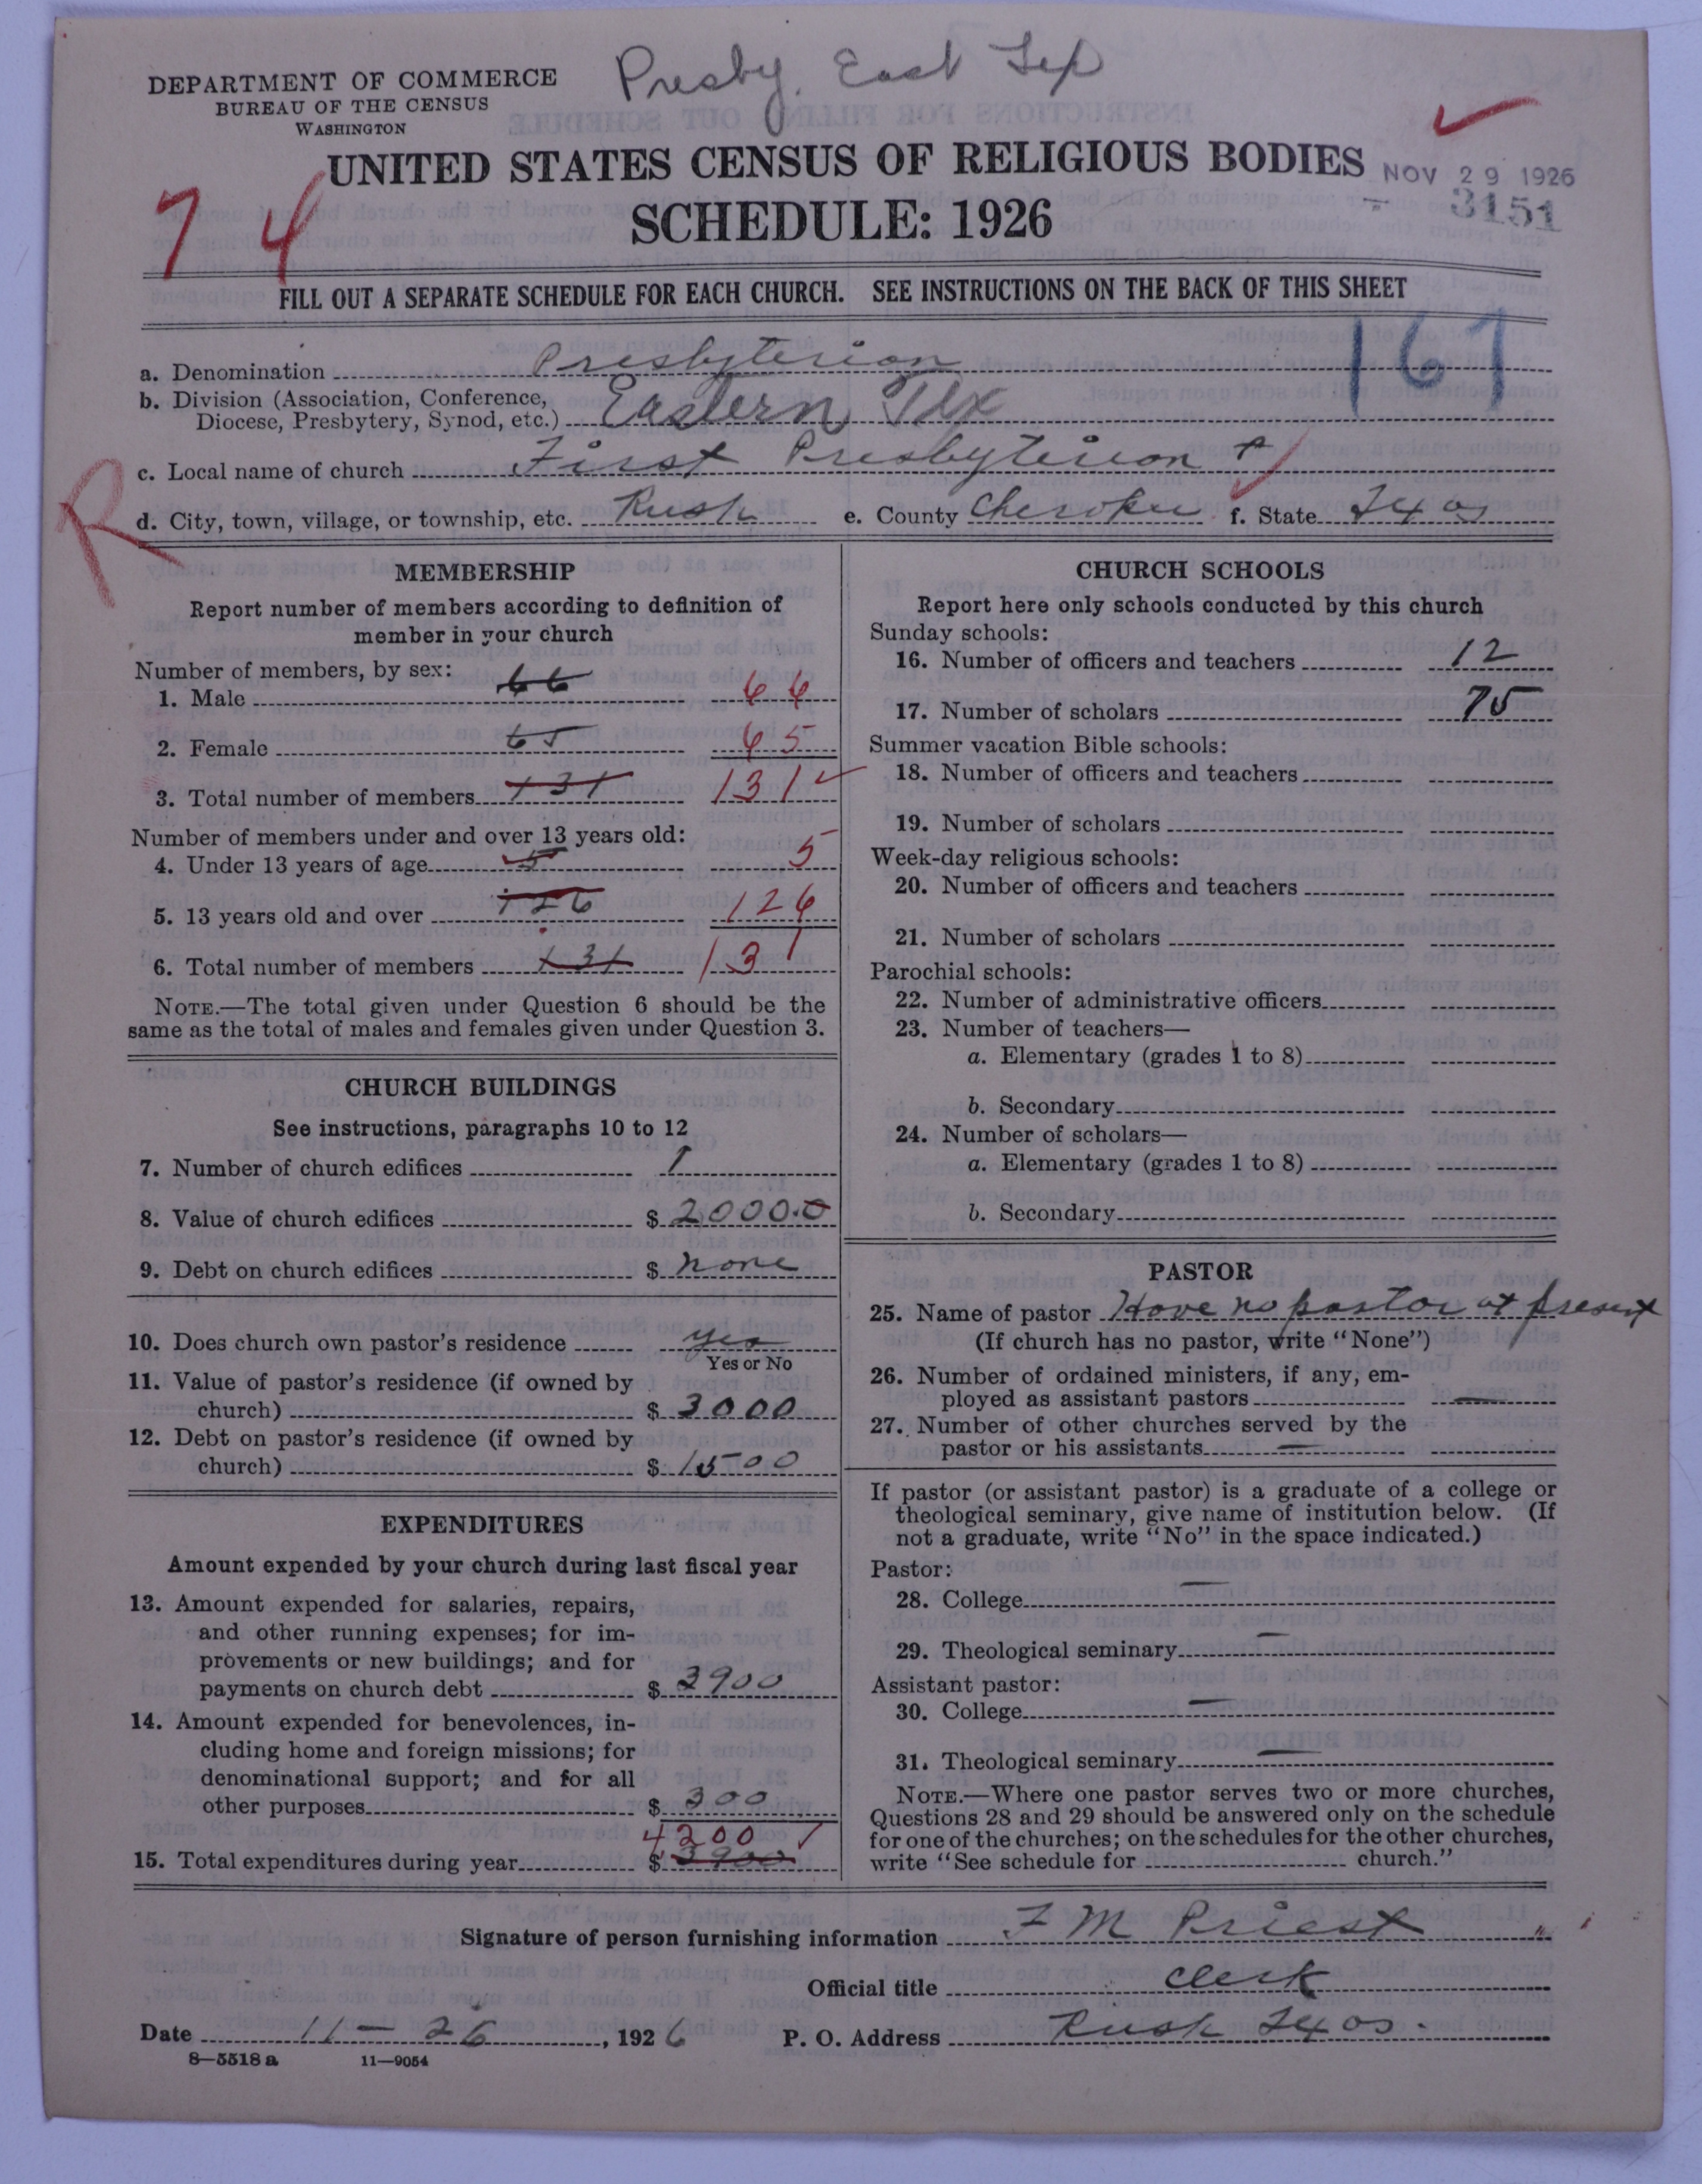 Presby. East Tex
DEPARTMENT OF COMMERCE
BUREAU OF THE CENSUS
WASHINGTON
UNITED STATES CENSUS OF RELIGIOUS BODIES
NOV 29 1926
3151
74
SCHEDULE: 1926
FILL OUT A SEPARATE SCHEDULE FOR EACH CHURCH. SEE INSTRUCTIONS ON THE BACK OF THIS SHEET
167
a. Denomination Presbyterian
b. Division (Association, Conference,
Diocese, Presbytery, Synod, etc.) Eastern Tex
c. Local name of church First Presbyterian
R
d. City, town, village, or township, etc. Rusk e. County Cherokee f. State Texas
MEMBERSHIP
Report number of members according to definition of
member in your church
Number of members, by sex:
1. Male 66 66
2. Female 65 65
3. Total number of members 131 131
Number of members under and over 13 years old:
4. Under 13 years of age 5 5
5. 13 years old and over 126 126
6. Total number of members 131 131
NOTE.—The total given under Question 6 should be the
same as the total of males and females given under Question 3.
CHURCH BUILDINGS
See instructions, paragraphs 10 to 12
7. Number of church edifices 1
8. Value of church edifices $ 20000
9. Debt on church edifices $ none
10. Does church own pastor's residence yes
Yes or No
11. Value of pastor's residence (if owned by
church) $ 3000
12. Debt on pastor's residence (if owned by
church) $ 1500
EXPENDITURES
Amount expended by your church during last fiscal year
13. Amount expended for salaries, repairs,
and other running expenses; for im-
provements or new buildings; and for
payments on church debt $ 3900
14. Amount expended for benevolences, in-
cluding home and foreign missions; for
denominational support; and for all
other purposes $ 300
4200
15. Total expenditures during year $ 3900
CHURCH SCHOOLS
Report here only schools conducted by this church
Sunday schools:
16. Number of officers and teachers 12
17. Number of scholars 75
Summer vacation Bible schools:
18. Number of officers and teachers
19. Number of scholars
Week-day religious schools:
20. Number of officers and teachers
21. Number of scholars
Parochial schools:
22. Number of administrative officers
23. Number of teachers—
a. Elementary (grades 1 to 8)
b. Secondary
24. Number of scholars—
a. Elementary (grades 1 to 8)
b. Secondary
PASTOR
25. Name of pastor Have no pastor at present
(If church has no pastor, write "None")
26. Number of ordained ministers, if any, em-
ployed as assistant pastors —
27. Number of other churches served by the
pastor or his assistants —
If pastor (or assistant pastor) is a graduate of a college or
theological seminary, give name of institution below. (If
not a graduate, write "No" in the space indicated.)
Pastor:
28. College —
29. Theological seminary —
Assistant pastor:
30. College —
31. Theological seminary —
NOTE.—Where one pastor serves two or more churches,
Questions 28 and 29 should be answered only on the schedule
for one of the churches; on the schedules for the other churches,
write "See schedule for church."
Signature of person furnishing information F M Priest
Official title Clerk
Date 11 - 26, 1926 P. O. Address Rusk Texas.
8—5518 a 11—9054